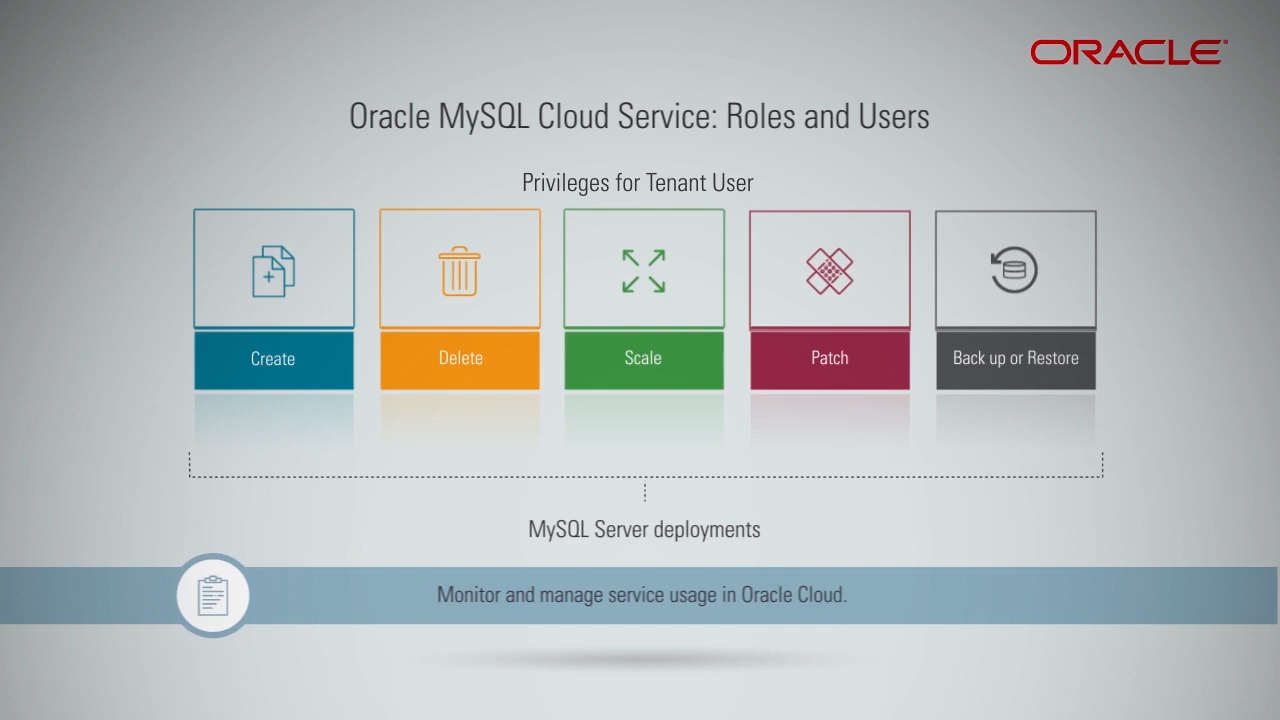 ORACLE
Oracle MySQL Cloud Service: Roles and Users
Privileges for Tenant User
Create
Delete
Scale
Patch
Back up or Restore
MySQL Server deployments
Monitor and manage service usage in Oracle Cloud.